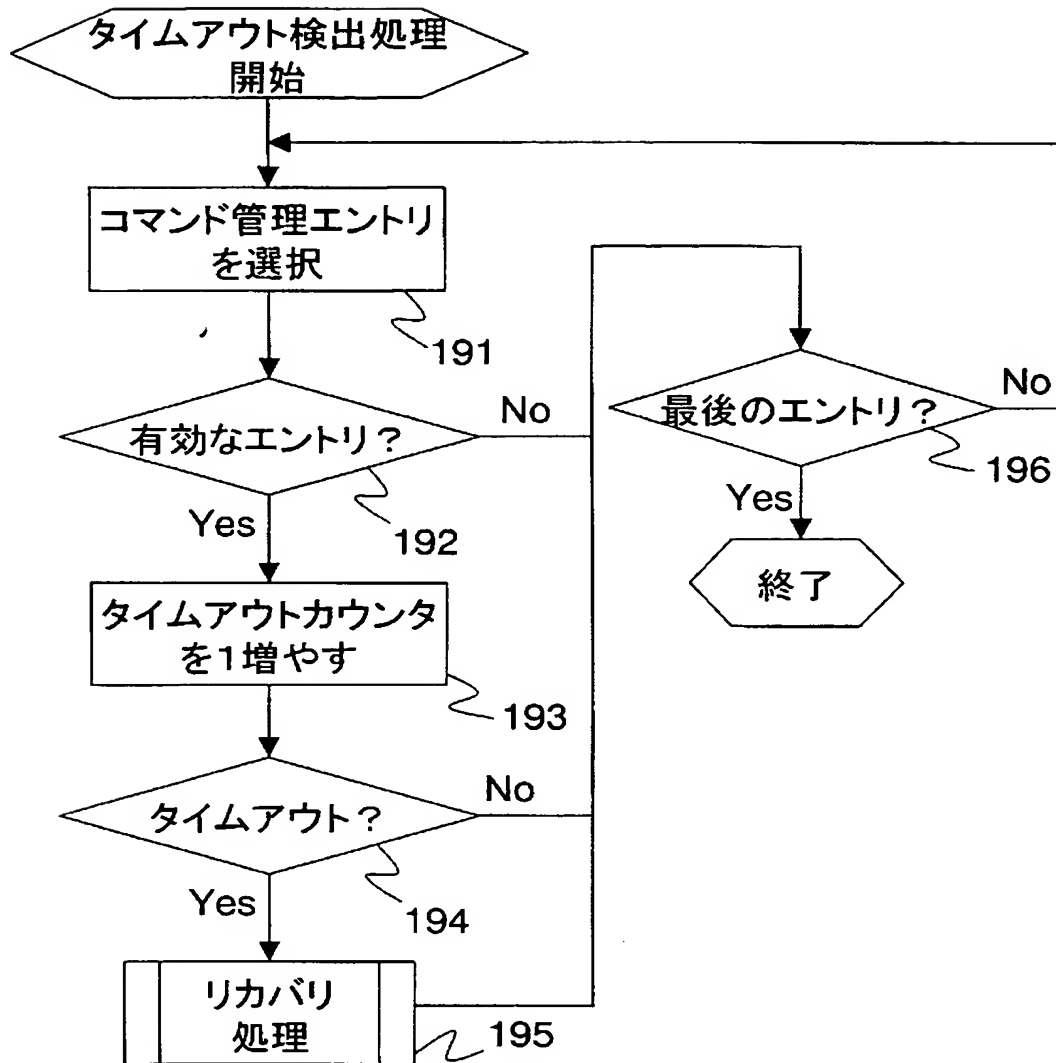 タイムアウト検出処理
開始
コマンド管理エントリ
を選択
191
有効なエントリ?
No
192
Yes
タイムアウトカウンタ
を1増やす
193
タイムアウト?
No
194
Yes
リカバリ
処理
195
最後のエントリ?
No
196
Yes
終了